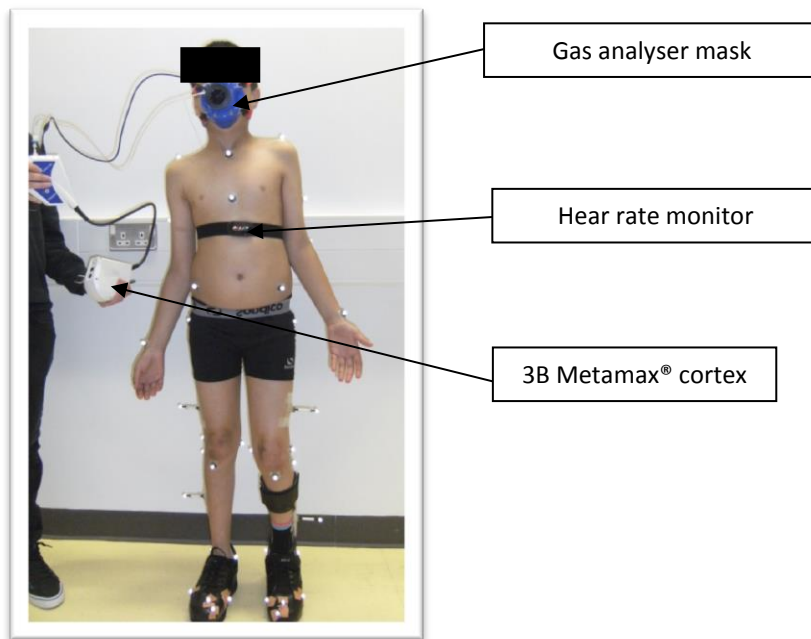 Gas analyser mask
Hear rate monitor
3B Metamax® cortex